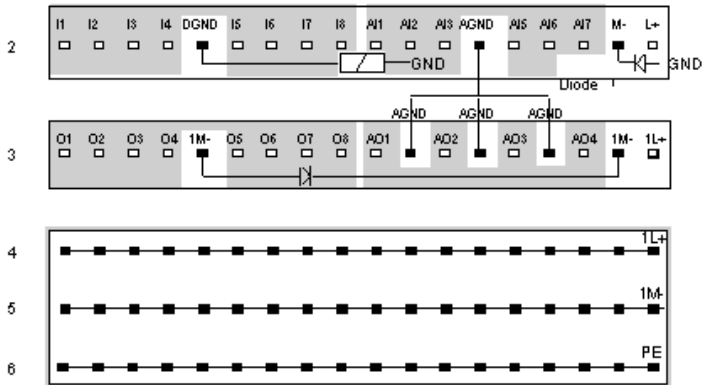 I1 I2 I3 I4 DGND I5 I6 I7 I8 AI1 AI2 AI3 AGND AI5 AI6 AI7 M- L+
2
GND GND
Diode
AGND AGND AGND
O1 O2 O3 O4 1M- O5 O6 O7 O8 AO1 AO2 AO3 AO4 1M- 1L+
3
1L+
4
1M-
5
PE
6